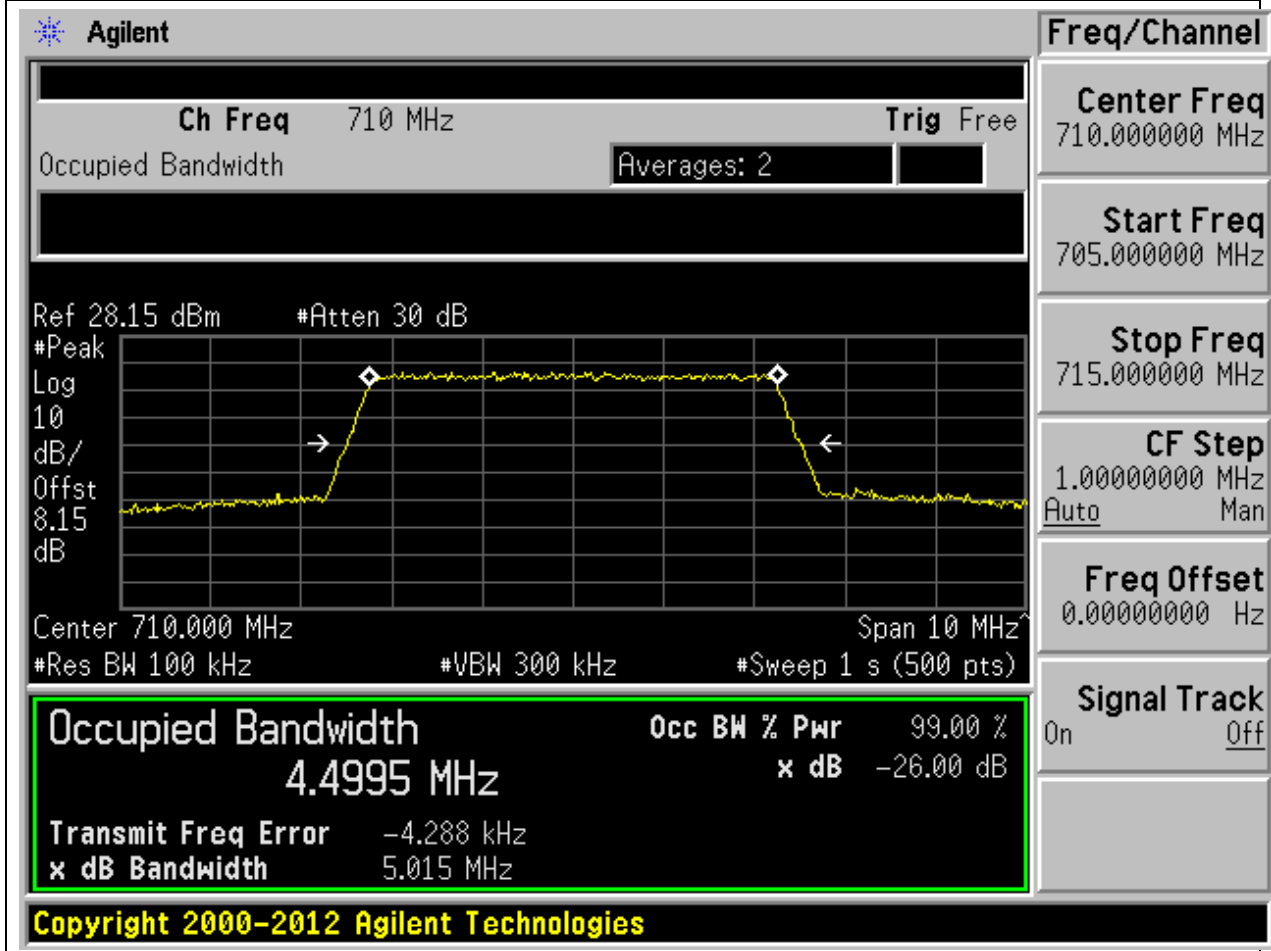 Agilent
Freq/Channel
Ch Freq 710 MHz Trig Free
Occupied Bandwidth Averages: 2
Center Freq
710.000000 MHz
Start Freq
705.000000 MHz
Stop Freq
715.000000 MHz
CF Step
1.00000000 MHz
Auto Man
Freq Offset
0.00000000 Hz
Signal Track
On Off
Ref 28.15 dBm #Atten 30 dB
#Peak
Log
10
dB/
Offst
8.15
dB
Center 710.000 MHz Span 10 MHz^
#Res BW 100 kHz #VBW 300 kHz #Sweep 1 s (500 pts)
Occupied Bandwidth Occ BW % Pwr 99.00 %
4.4995 MHz x dB -26.00 dB
Transmit Freq Error -4.288 kHz
x dB Bandwidth 5.015 MHz
Copyright 2000-2012 Agilent Technologies